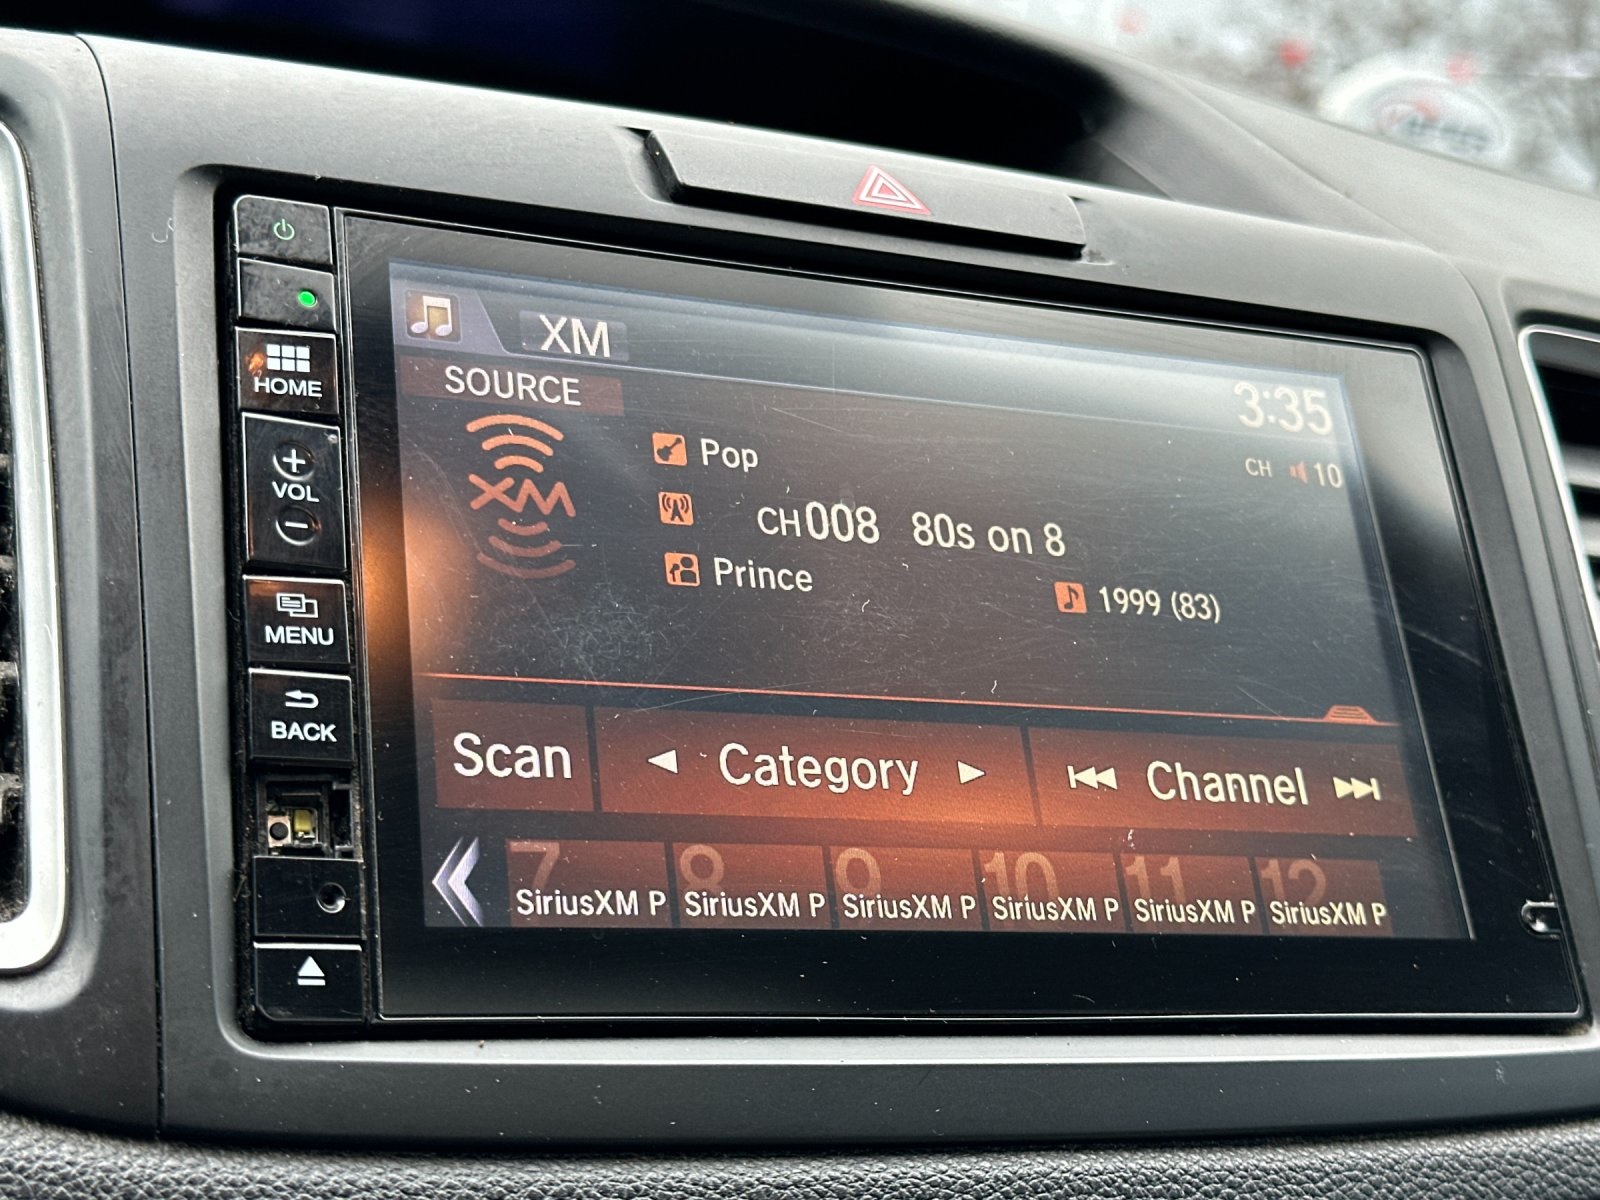 XM
SOURCE
3:35
CH 10
Pop
XM
CH008 80s on 8
Prince
1999 (83)
Scan
Category
Channel
7 8 9 10 11 12
SiriusXM P SiriusXM P SiriusXM P SiriusXM P SiriusXM P SiriusXM P
HOME
+
VOL
−
MENU
BACK